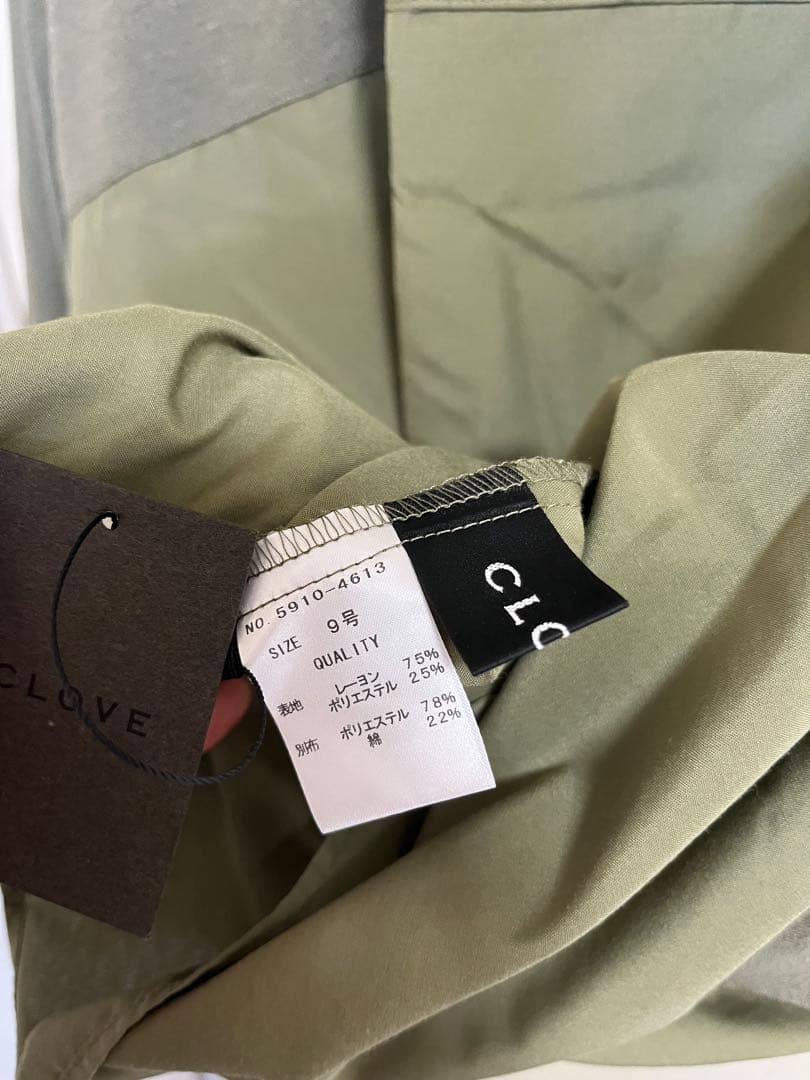 CLOVE
CLO
NO. 5910-4613
SIZE 9号
QUALITY
表地 レーヨン 75%
ポリエステル 25%
別布 ポリエステル 78%
綿 22%